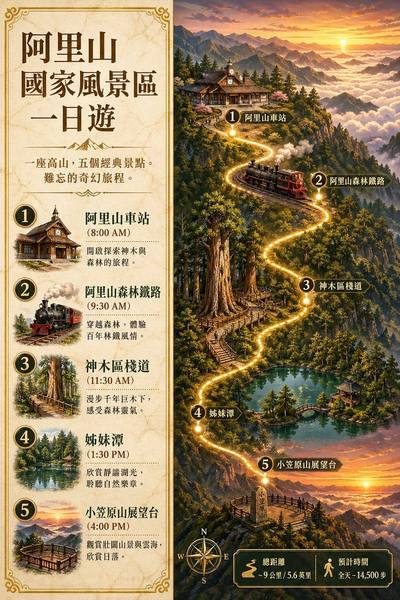 阿里山
國家風景區
一日遊
一座高山，五個經典景點。
難忘的奇幻旅程。
1
阿里山車站
(8:00 AM)
開啟探索神木與
森林的旅程。
2
阿里山森林鐵路
(9:30 AM)
穿越森林，體驗
百年林鐵風情。
3
神木區棧道
(11:30 AM)
漫步千年巨木下，
感受森林靈氣。
4
姊妹潭
(1:30 PM)
欣賞靜謐湖光，
聆聽自然樂章。
5
小笠原山展望台
(4:00 PM)
觀賞壯闊山景與雲海，
欣賞日落。
1 阿里山車站
2 阿里山森林鐵路
3 神木區棧道
4 姊妹潭
5 小笠原山展望台
N
W E
S
總距離
~9 公里 / 5.6 英里
預計時間
全天 ~ 14,500 步